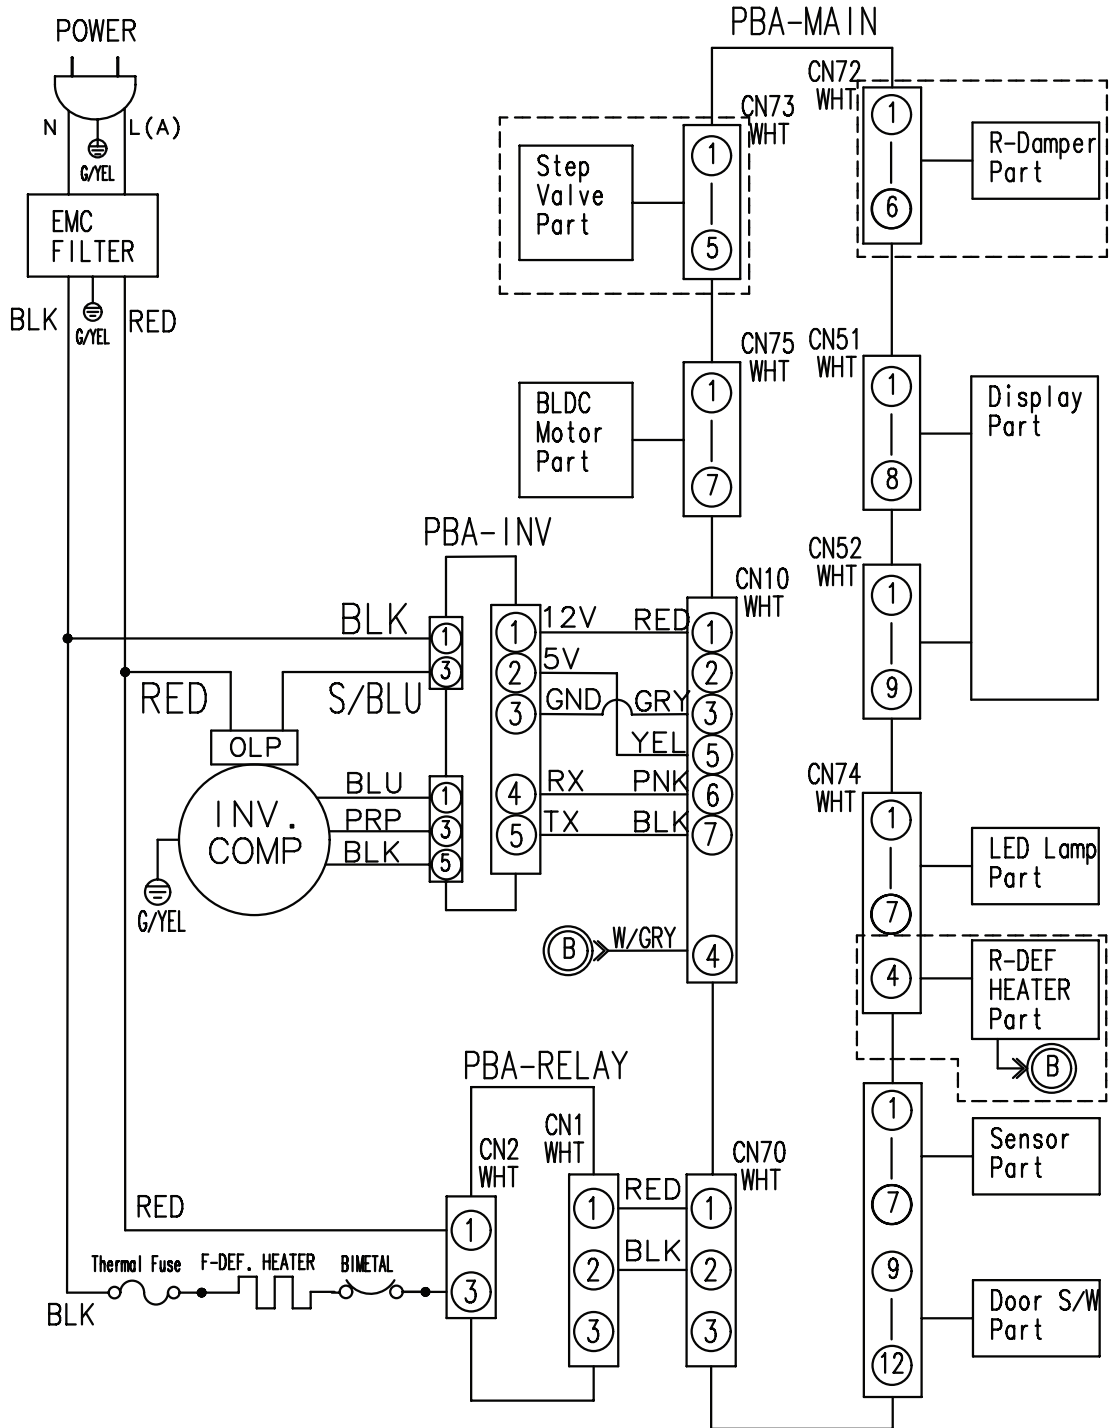 POWER
PBA-MAIN
N
L(A)
G/YEL
EMC
FILTER
BLK
G/YEL
RED
CN73
WHT
1
5
Step
Valve
Part
CN72
WHT
1
6
R-Damper
Part
CN75
WHT
1
7
BLDC
Motor
Part
CN51
WHT
1
8
Display
Part
CN52
WHT
1
9
PBA-INV
CN10
WHT
BLK
1
3
RED
S/BLU
OLP
INV.
COMP
G/YEL
BLU
1
PRP
3
BLK
5
1
12V
RED
1
2
5V
2
3
GND
GRY
3
YEL
5
4
RX
PNK
6
5
TX
BLK
7
B
W/GRY
4
CN74
WHT
1
7
LED Lamp
Part
4
R-DEF
HEATER
Part
B
PBA-RELAY
CN2
WHT
CN1
WHT
CN70
WHT
RED
1
3
1
RED
1
2
BLK
2
3
3
Thermal Fuse
F-DEF. HEATER
BIMETAL
BLK
1
7
Sensor
Part
9
12
Door S/W
Part